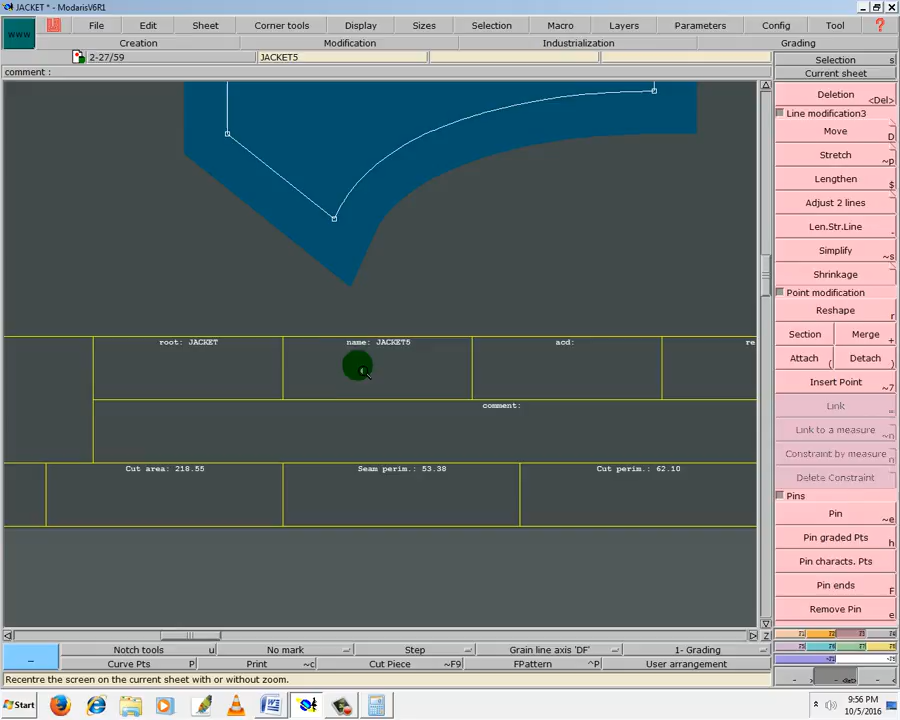 JACKET * - ModarisV6R1
www File Edit Sheet Corner tools Display Sizes Selection Macro Layers Parameters Config Tool ?
Creation Modification Industrialization Grading
2-27/59 JACKET5
Selection s
comment :
Current sheet
Deletion <Del>
Line modification3
Move D
Stretch ~p
Lengthen $
Adjust 2 lines
Len.Str.Line -
Simplify ~s
Shrinkage
Point modification
Reshape r
Section Merge +
Attach ( Detach )
Insert Point ~7
Link =
Link to a measure ~n
Constraint by measure n
Delete Constraint
Pins
Pin ~e
Pin graded Pts h
Pin characts. Pts
Pin ends F
Remove Pin e
root: JACKET name: JACKET5 acd: re
comment:
Cut area: 218.55 Seam perim.: 53.38 Cut perim.: 62.10
Z
Notch tools u No mark Step Grain line axis 'DF' 1- Grading
Curve Pts P Print ~c Cut Piece ~F9 FPattern ^P User arrangement
Recentre the screen on the current sheet with or without zoom.
Start
9:56 PM
10/5/2016